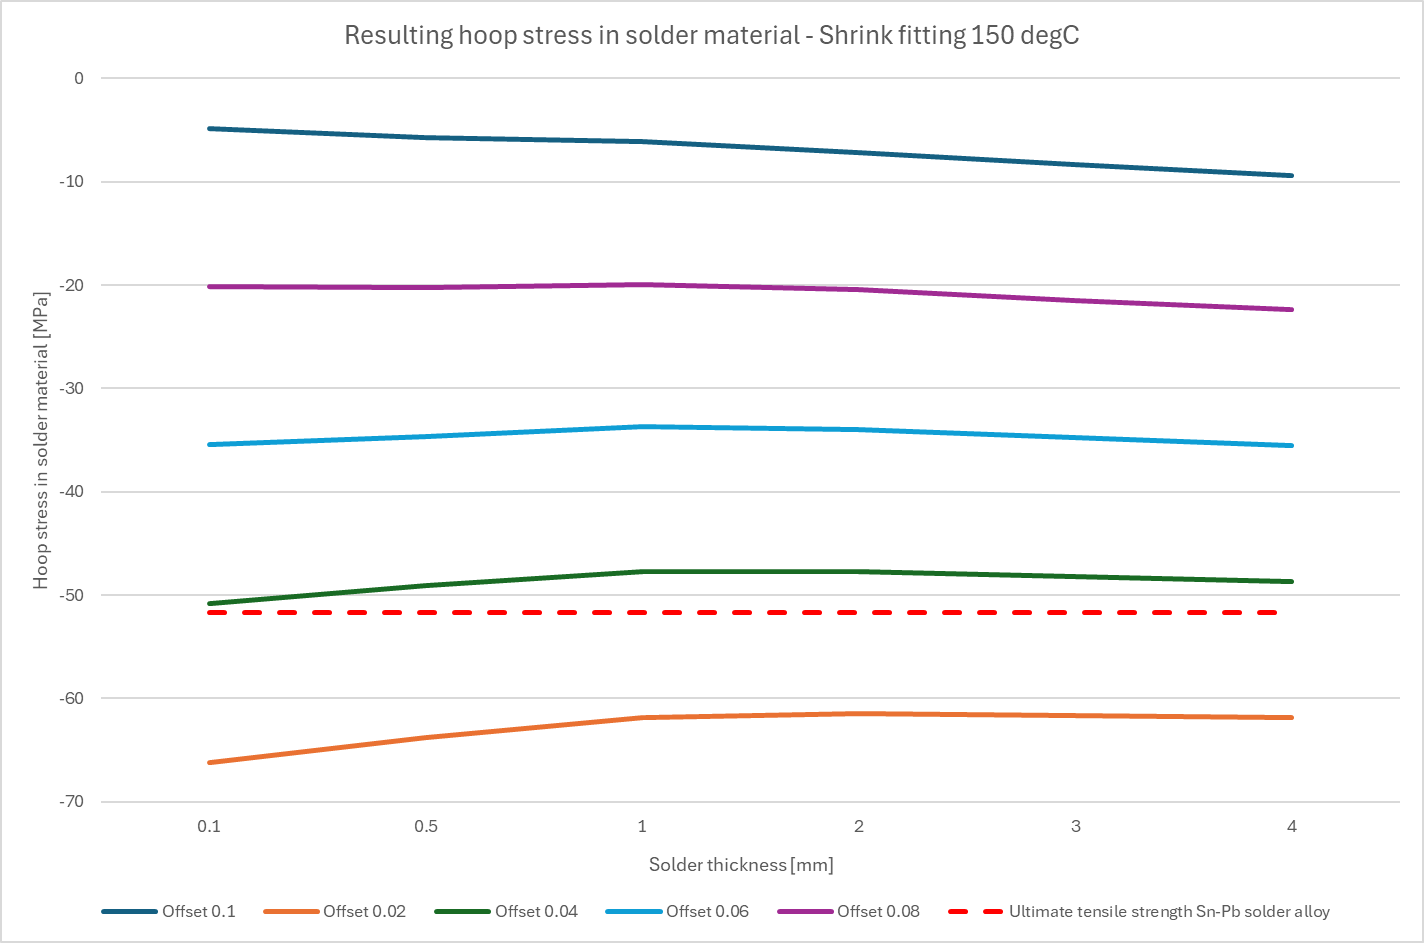 Resulting hoop stress in solder material - Shrink fitting 150 degC
0
-10
-20
-30
-40
-50
-60
-70
Hoop stress in solder material [MPa]
0.1 0.5 1 2 3 4
Solder thickness [mm]
Offset 0.1 Offset 0.02 Offset 0.04 Offset 0.06 Offset 0.08 Ultimate tensile strength Sn-Pb solder alloy